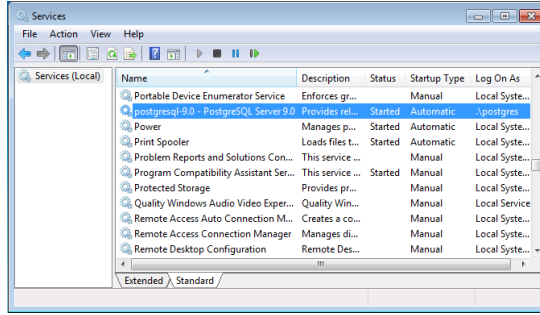 Services
File Action View Help
Services (Local)
Name Description Status Startup Type Log On As
Portable Device Enumerator Service Enforces gr... Manual Local Syste...
postgresql-9.0 - PostgreSQL Server 9.0 Provides rel... Started Automatic .\postgres
Power Manages p... Started Automatic Local Syste...
Print Spooler Loads files t... Started Automatic Local Syste...
Problem Reports and Solutions Con... This service ... Manual Local Syste...
Program Compatibility Assistant Ser... This service ... Started Manual Local Syste...
Protected Storage Provides pr... Manual Local Syste...
Quality Windows Audio Video Exper... Quality Win... Manual Local Service
Remote Access Auto Connection M... Creates a co... Manual Local Syste...
Remote Access Connection Manager Manages di... Manual Local Syste...
Remote Desktop Configuration Remote Des... Manual Local Syste...
Extended Standard